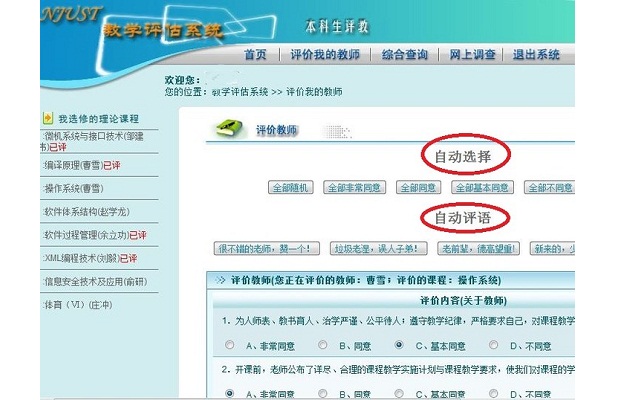 NJUST
教学评估系统
本科生评教
首页 评价我的教师 综合查询 网上调查 退出系统
欢迎您:
您的位置: 教学评估系统 >> 评价我的教师
我选修的理论课程
微机系统与接口技术(邹建
书)已评
编译原理(曹雪)已评
操作系统(曹雪)
软件体系结构(赵学龙)
软件过程管理(余立功)已评
XML编程技术(刘毅)已评
信息安全技术及应用(俞研)
体育(Ⅵ)(庄冲)
评价教师
自动选择
全部随机 全部非常同意 全部同意 全部基本同意 全部不同意
自动评语
很不错的老师,赞一个! 垃圾老湿,误人子弟! 老前辈,德高望重! 新来的,
评价教师(您正在评价的教师: 曹雪; 评价的课程: 操作系统)
评价内容(关于教师)
1、为人师表、教书育人、治学严谨、公平待人;遵守教学纪律,严格要求自己,对课程教学
A、非常同意 B、同意 C、基本同意 D、不同意
2、开课前,老师公布了详尽、合理的课程教学实施计划与课程教学要求,使我们对课程的学
A、非常同意 B、同意 C、基本同意 D、不同意